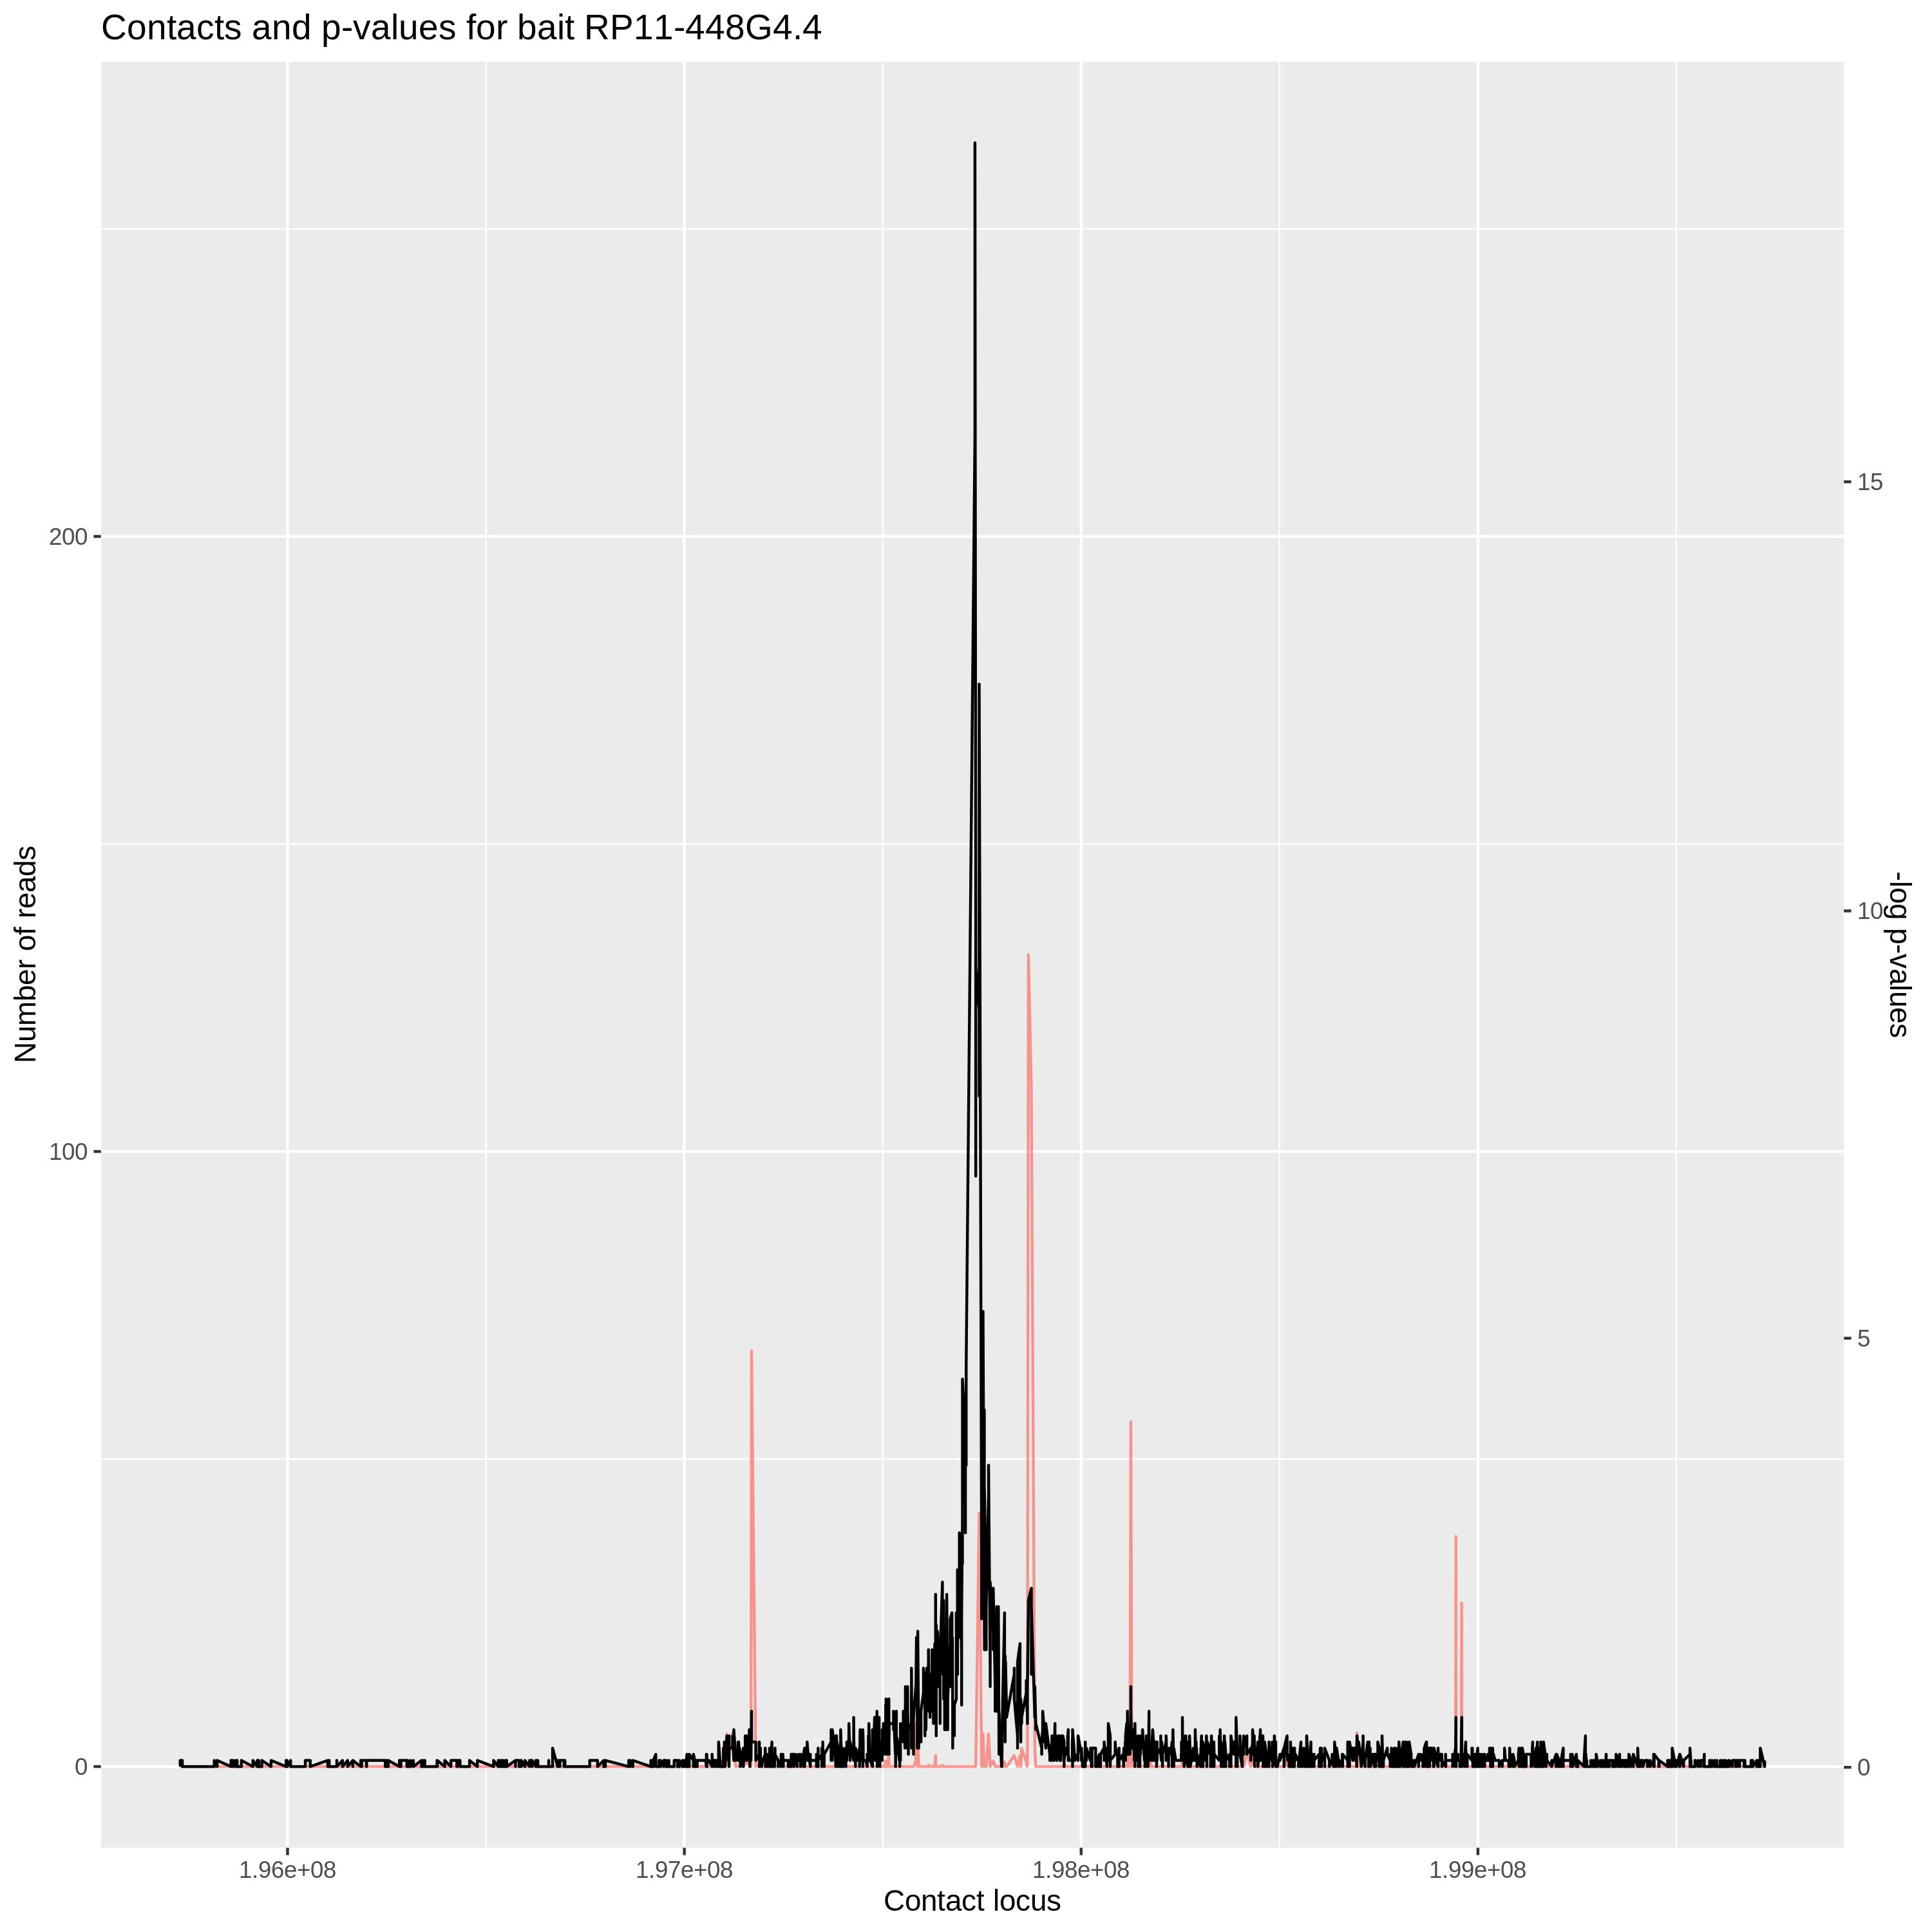 Contacts and p-values for bait RP11-448G4.4
Number of reads
200
100
0
15
10
5
0
-log p-values
1.96e+08
1.97e+08
1.98e+08
1.99e+08
Contact locus